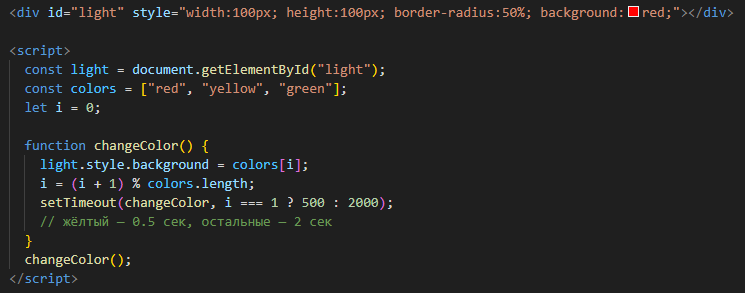 <div id="light" style="width:100px; height:100px; border-radius:50%; background:red;"></div>
<script>
const light = document.getElementById("light");
const colors = ["red", "yellow", "green"];
let i = 0;
function changeColor() {
light.style.background = colors[i];
i = (i + 1) % colors.length;
setTimeout(changeColor, i === 1 ? 500 : 2000);
// жёлтый — 0.5 сек, остальные — 2 сек
}
changeColor();
</script>